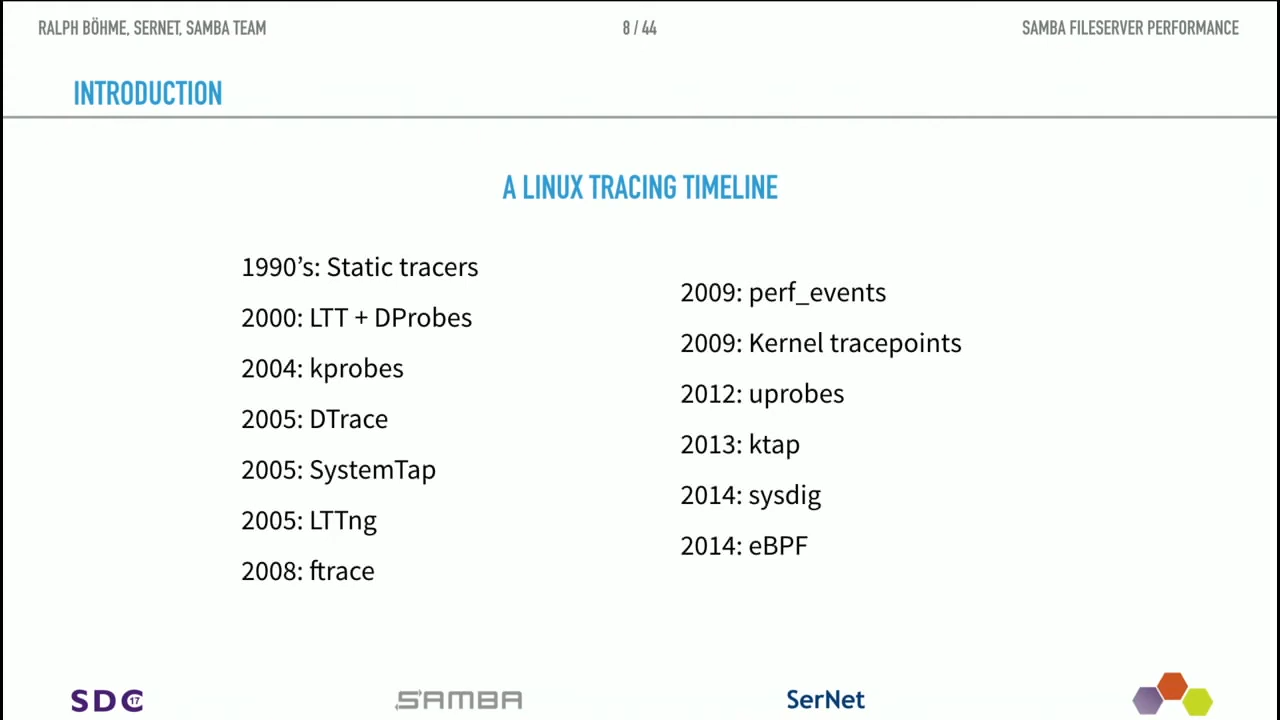 RALPH BÖHME, SERNET, SAMBA TEAM
8 / 44
SAMBA FILESERVER PERFORMANCE
INTRODUCTION
A LINUX TRACING TIMELINE
1990’s: Static tracers
2000: LTT + DProbes
2004: kprobes
2005: DTrace
2005: SystemTap
2005: LTTng
2008: ftrace
2009: perf_events
2009: Kernel tracepoints
2012: uprobes
2013: ktap
2014: sysdig
2014: eBPF
SDC 17
SAMBA
SerNet